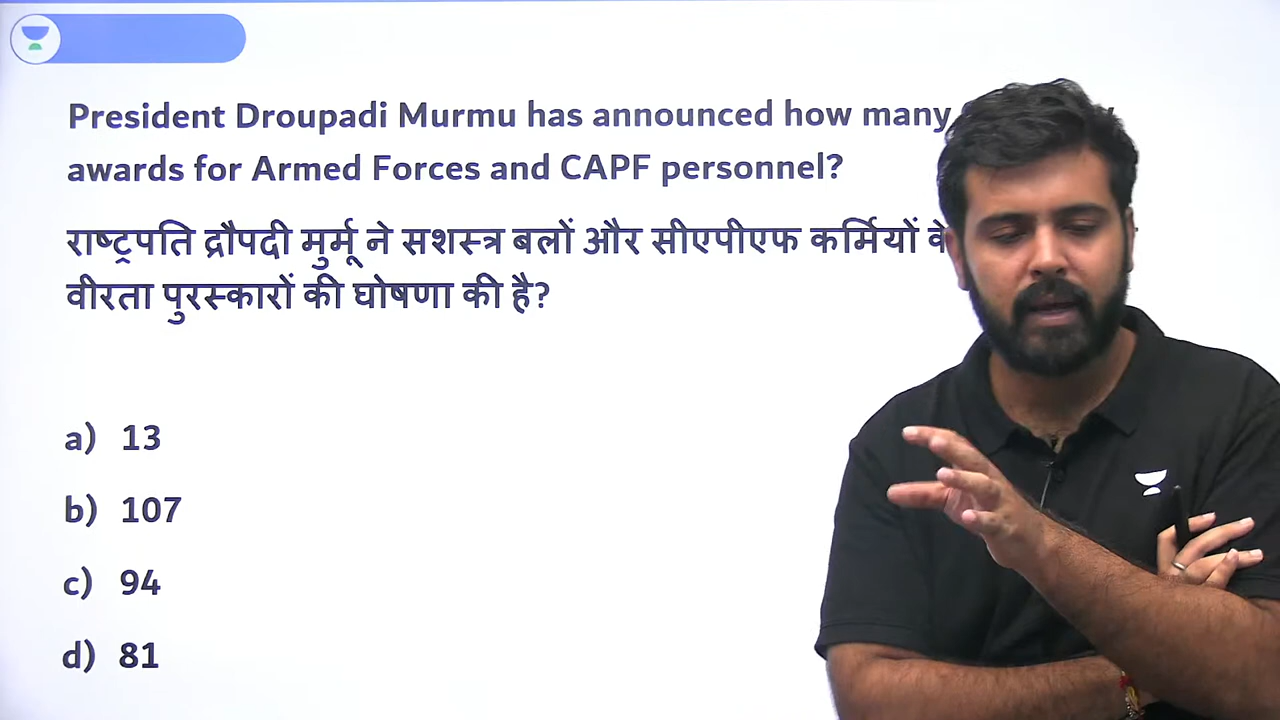 President Droupadi Murmu has announced how many
awards for Armed Forces and CAPF personnel?
राष्ट्रपति द्रौपदी मुर्मू ने सशस्त्र बलों और सीएपीएफ कर्मियों
वीरता पुरस्कारों की घोषणा की है?
a) 13
b) 107
c) 94
d) 81